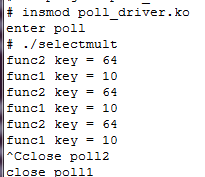 # insmod poll_driver.ko
enter poll
# ./selectmult
func2 key = 64
func1 key = 10
func2 key = 64
func1 key = 10
func2 key = 64
func1 key = 10
^Cclose poll2
close poll1